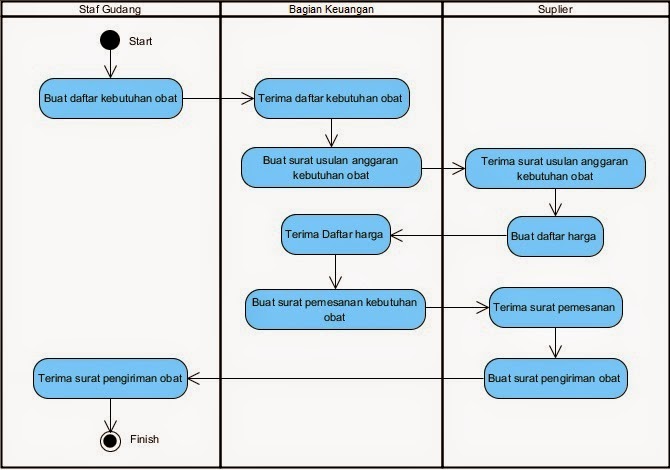 Staf Gudang
Bagian Keuangan
Suplier
Start
Buat daftar kebutuhan obat
Terima daftar kebutuhan obat
Buat surat usulan anggaran
kebutuhan obat
Terima surat usulan anggaran
kebutuhan obat
Terima Daftar harga
Buat daftar harga
Buat surat pemesanan kebutuhan
obat
Terima surat pemesanan
Terima surat pengiriman obat
Buat surat pengiriman obat
Finish